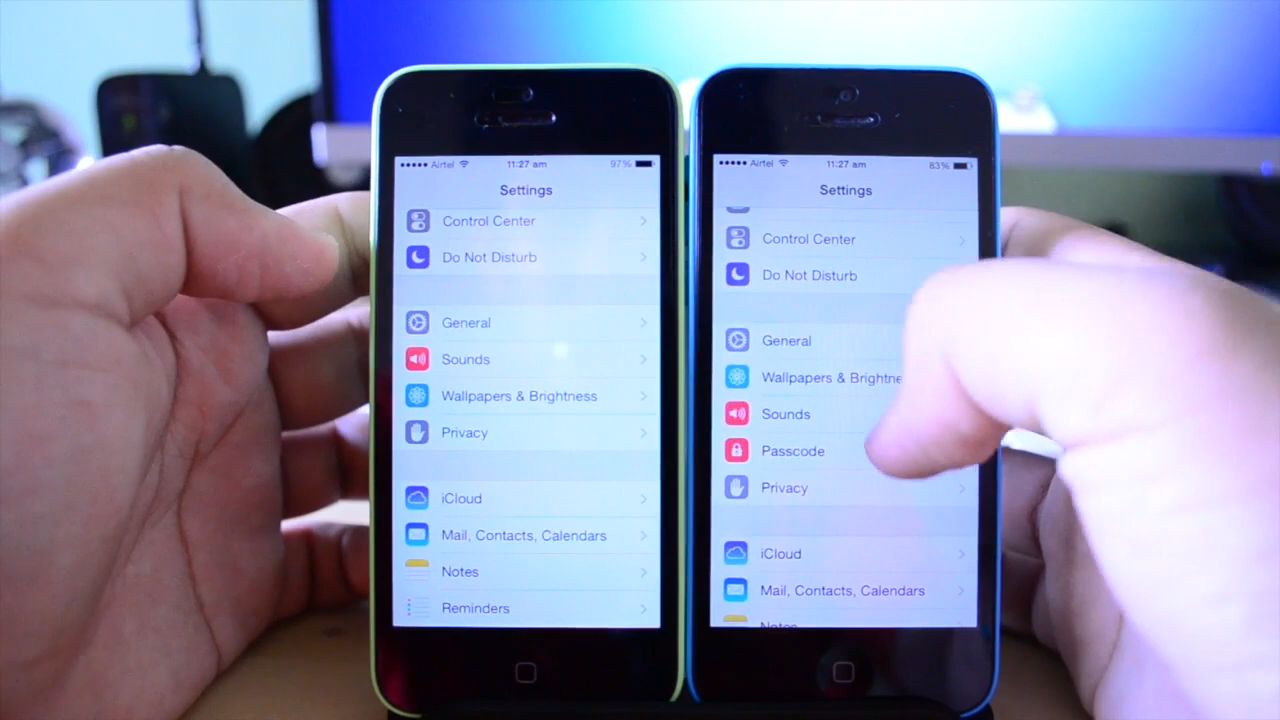 Airtel 11:27 am 97%
Settings
Control Center
Do Not Disturb
General
Sounds
Wallpapers & Brightness
Privacy
iCloud
Mail, Contacts, Calendars
Notes
Reminders
Airtel 11:27 am 83%
Settings
Control Center
Do Not Disturb
General
Wallpapers & Brightne
Sounds
Passcode
Privacy
iCloud
Mail, Contacts, Calendars
Notes